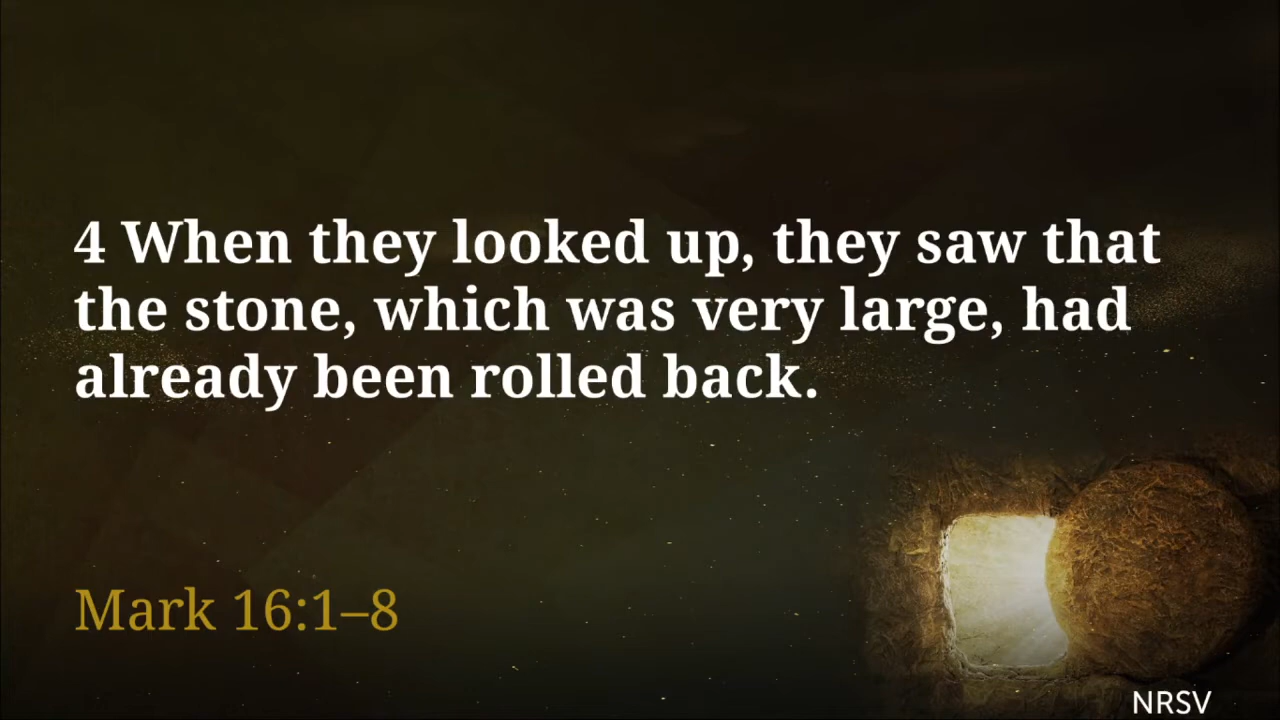 4 When they looked up, they saw that
the stone, which was very large, had
already been rolled back.
Mark 16:1–8
NRSV